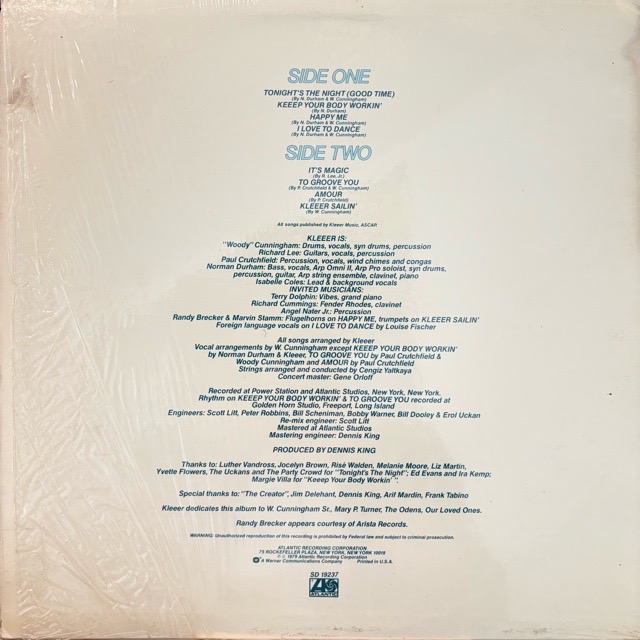 SIDE ONE
TONIGHT'S THE NIGHT (GOOD TIME)
(By N. Durham & W. Cunningham)
KEEEP YOUR BODY WORKIN'
(By N. Durham)
HAPPY ME
(By N. Durham & W. Cunningham)
I LOVE TO DANCE
(By N. Durham & W. Cunningham)
SIDE TWO
IT'S MAGIC
(By R. Lee, Jr.)
TO GROOVE YOU
(By P. Crutchfield & W. Cunningham)
AMOUR
(By P. Crutchfield)
KLEEER SAILIN'
(By W. Cunningham)
All songs published by Kleeer Music, ASCAP.
KLEEER IS:
"Woody" Cunningham: Drums, vocals, syn drums, percussion
Richard Lee: Guitars, vocals, percussion
Paul Crutchfield: Percussion, vocals, wind chimes and congas
Norman Durham: Bass, vocals, Arp Omni II, Arp Pro soloist, syn drums,
percussion, guitar, Arp string ensemble, clavinet, piano
Isabelle Coles: Lead & background vocals
INVITED MUSICIANS:
Terry Dolphin: Vibes, grand piano
Richard Cummings: Fender Rhodes, clavinet
Angel Nater Jr.: Percussion
Randy Brecker & Marvin Stamm: Flugelhorns on HAPPY ME, trumpets on KLEEER SAILIN'
Foreign language vocals on I LOVE TO DANCE by Louise Fischer
All songs arranged by Kleeer
Vocal arrangements by W. Cunningham except KEEEP YOUR BODY WORKIN'
by Norman Durham & Kleeer, TO GROOVE YOU by Paul Crutchfield &
Woody Cunningham and AMOUR by Paul Crutchfield
Strings arranged and conducted by Cengiz Yaltkaya
Concert master: Gene Orloff
Recorded at Power Station and Atlantic Studios, New York, New York.
Rhythm on KEEEP YOUR BODY WORKIN' & TO GROOVE YOU recorded at
Golden Horn Studio, Freeport, Long Island
Engineers: Scott Litt, Peter Robbins, Bill Scheniman, Bobby Warner, Bill Dooley & Erol Uckan
Re-mix engineer: Scott Litt
Mastered at Atlantic Studios
Mastering engineer: Dennis King
PRODUCED BY DENNIS KING
Thanks to: Luther Vandross, Jocelyn Brown, Risë Walden, Melanie Moore, Liz Martin,
Yvette Flowers, The Uckans and The Party Crowd for "Tonight's The Night"; Ed Evans and Ira Kemp;
Margie Villa for "Keeep Your Body Workin' ".
Special thanks to: "The Creator", Jim Delehant, Dennis King, Arif Mardin, Frank Tabino
Kleeer dedicates this album to W. Cunningham Sr., Mary P. Turner, The Odens, Our Loved Ones.
Randy Brecker appears courtesy of Arista Records.
WARNING: Unauthorized reproduction of this recording is prohibited by Federal law and subject to criminal prosecution.
ATLANTIC RECORDING CORPORATION
75 ROCKEFELLER PLAZA, NEW YORK, NEW YORK 10019
© ℗ 1979 Atlantic Recording Corporation
A Warner Communications Company Printed in U.S.A.
SD 19237
ATLANTIC